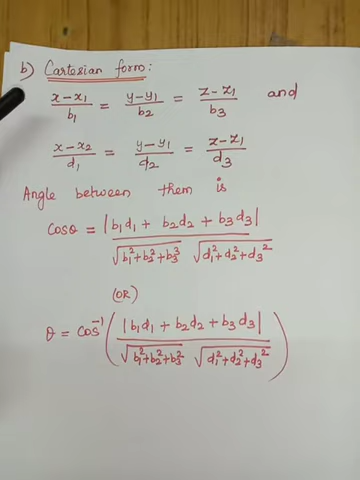 b) Cartesian form:
(x-x₁)/b₁ = (y-y₁)/b₂ = (z-z₁)/b₃ and
(x-x₂)/d₁ = (y-y₁)/d₂ = (z-z₁)/d₃
Angle between them is
Cosθ = |b₁d₁ + b₂d₂ + b₃d₃| / (√(b₁²+b₂²+b₃³) √(d₁²+d₂²+d₃²))
(OR)
θ = Cos⁻¹ ( |b₁d₁ + b₂d₂ + b₃d₃| / (√(b₁²+b₂²+b₃²) √(d₁²+d₂²+d₃²)) )